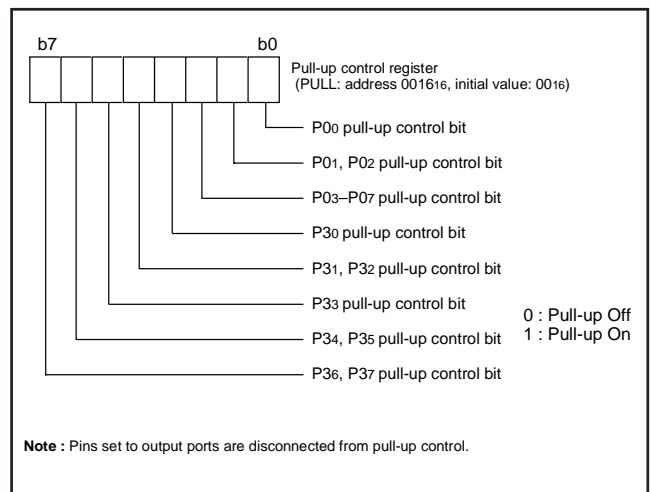 b7 b0
Pull-up control register
(PULL: address 001616, initial value: 0016)
P00 pull-up control bit
P01, P02 pull-up control bit
P03–P07 pull-up control bit
P30 pull-up control bit
P31, P32 pull-up control bit
P33 pull-up control bit
P34, P35 pull-up control bit
P36, P37 pull-up control bit
0 : Pull-up Off
1 : Pull-up On
Note : Pins set to output ports are disconnected from pull-up control.